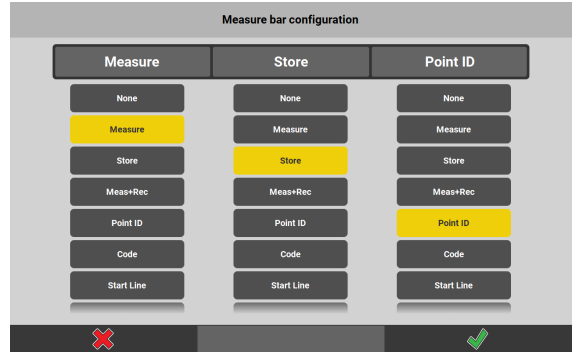 Measure bar configuration
Measure Store Point ID
None None None
Measure Measure Measure
Store Store Store
Meas+Rec Meas+Rec Meas+Rec
Point ID Point ID Point ID
Code Code Code
Start Line Start Line Start Line